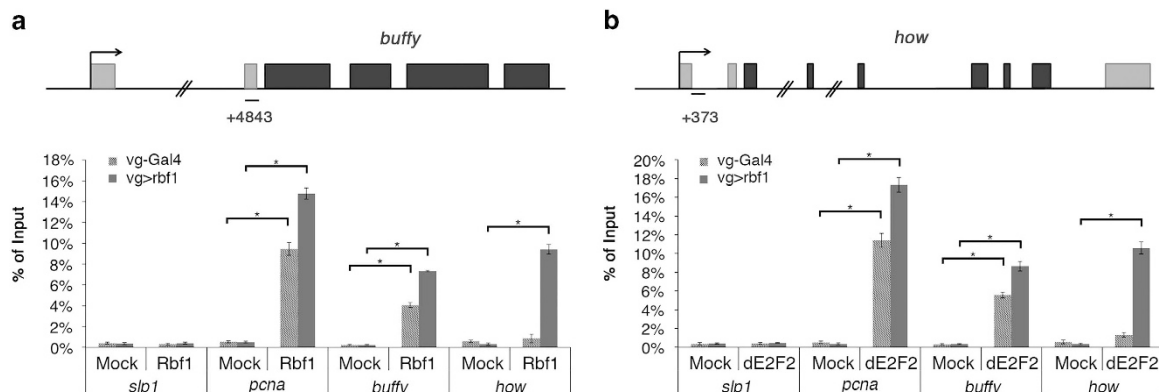 a
buffy
+4843
18%
16%
14%
12%
10%
8%
6%
4%
2%
0%
% of Input
vg-Gal4
vg>rbf1
*
*
*
*
*
Mock Rbf1 Mock Rbf1 Mock Rbf1 Mock Rbf1
slp1 pcna buffy how
b
how
+373
20%
18%
16%
14%
12%
10%
8%
6%
4%
2%
0%
% of Input
vg-Gal4
vg>rbf1
*
*
*
*
*
Mock dE2F2 Mock dE2F2 Mock dE2F2 Mock dE2F2
slp1 pcna buffy how